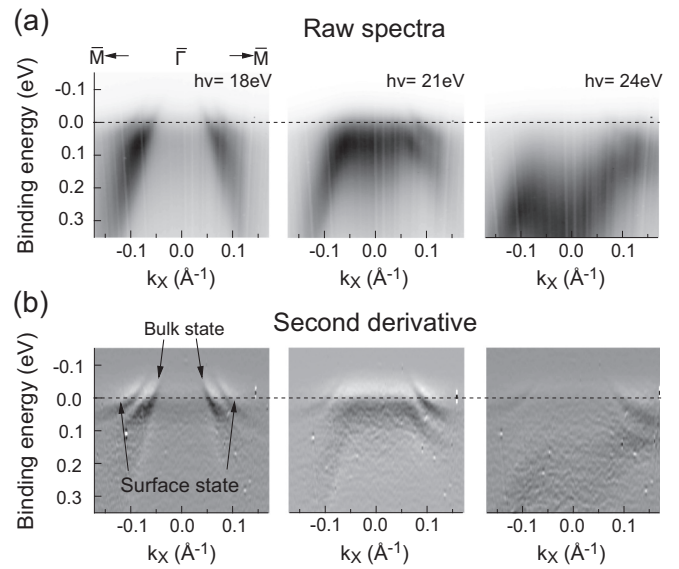 (a)
Raw spectra
M̅ Γ̅ M̅
hν= 18eV hν= 21eV hν= 24eV
Binding energy (eV)
-0.1
0.0
0.1
0.2
0.3
-0.1 0.0 0.1 -0.1 0.0 0.1 -0.1 0.0 0.1
kX (Å-1) kX (Å-1) kX (Å-1)
(b)
Second derivative
Bulk state
Binding energy (eV)
-0.1
0.0
0.1
0.2
0.3
Surface state
-0.1 0.0 0.1 -0.1 0.0 0.1 -0.1 0.0 0.1
kX (Å-1) kX (Å-1) kX (Å-1)